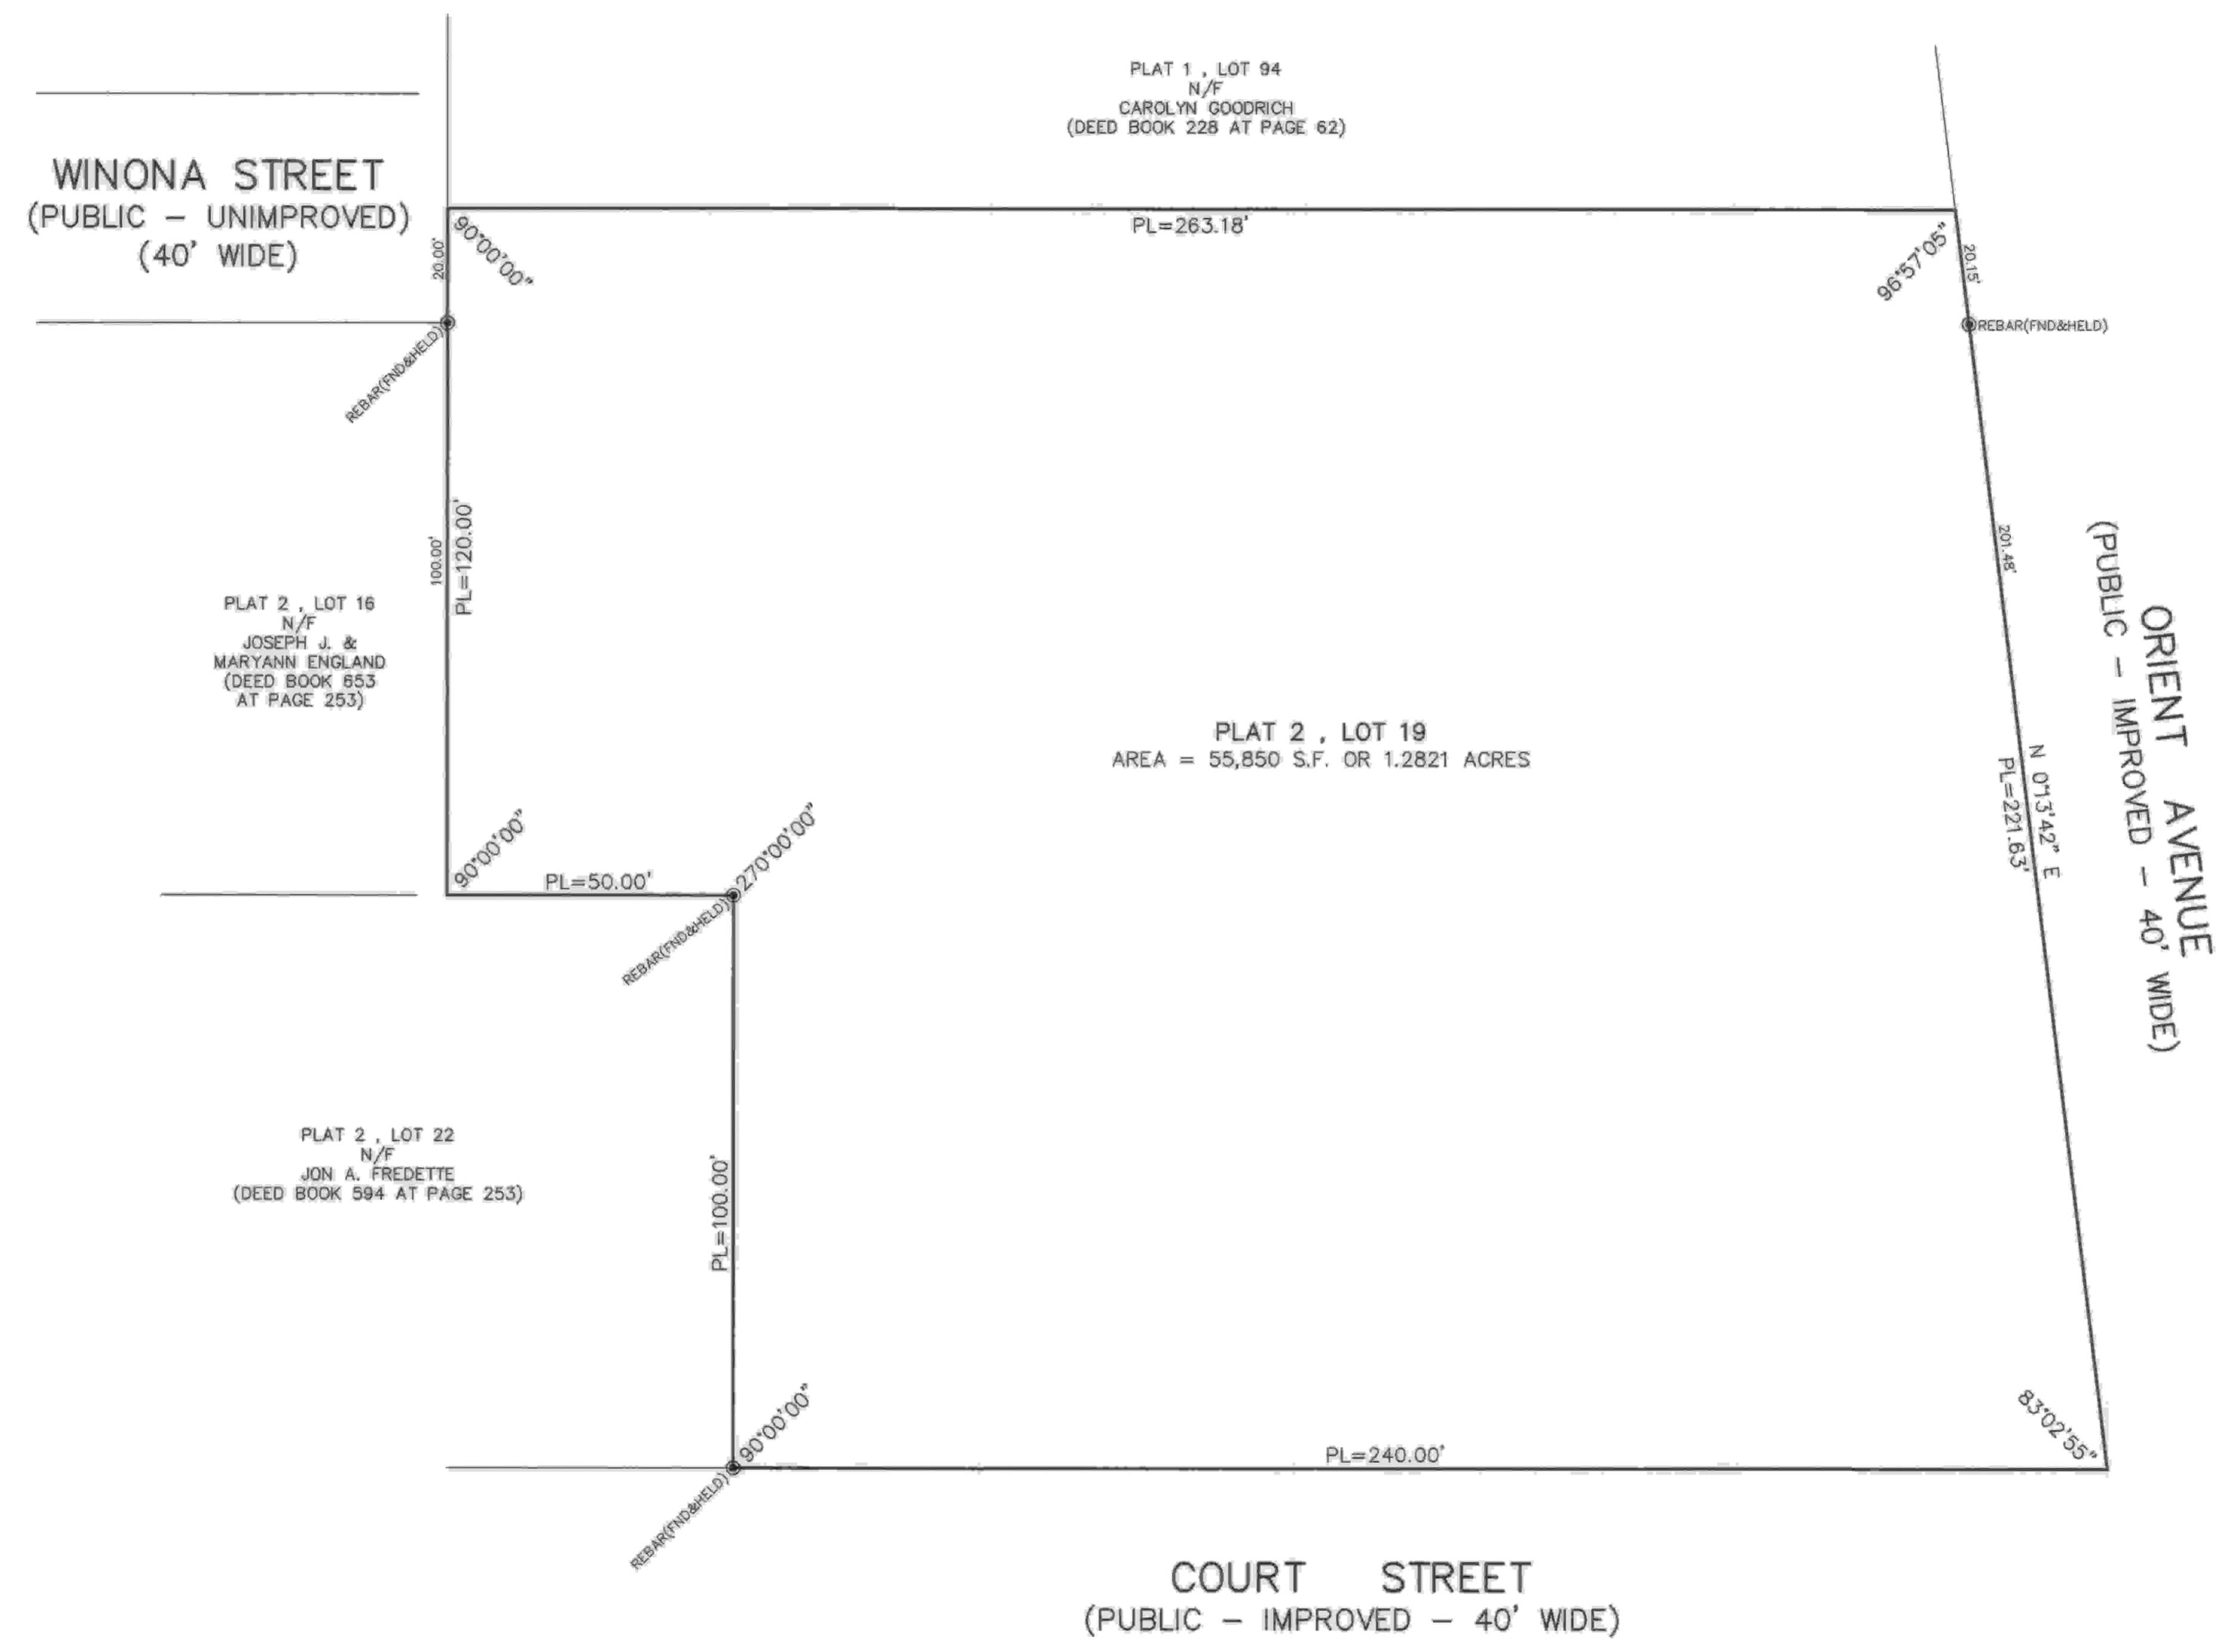 PLAT 1 , LOT 94
N/F
CAROLYN GOODRICH
(DEED BOOK 228 AT PAGE 62)
WINONA STREET
(PUBLIC – UNIMPROVED)
(40' WIDE)
20.00'
90°00'00"
PL=263.18'
96°57'05"
20.15'
REBAR(FND&HELD)
REBAR(FND&HELD)
100.00'
PL=120.00'
201.48'
PLAT 2 , LOT 16
N/F
JOSEPH J. &
MARYANN ENGLAND
(DEED BOOK 653
AT PAGE 253)
PLAT 2 , LOT 19
AREA = 55,850 S.F. OR 1.2821 ACRES
N 0°13'42" E
PL=221.63'
ORIENT AVENUE
(PUBLIC – IMPROVED – 40' WIDE)
90°00'00"
PL=50.00'
270°00'00"
REBAR(FND&HELD)
PLAT 2 , LOT 22
N/F
JON A. FREDETTE
(DEED BOOK 594 AT PAGE 253)
PL=100.00'
90°00'00"
REBAR(FND&HELD)
PL=240.00'
83°02'55"
COURT STREET
(PUBLIC – IMPROVED – 40' WIDE)